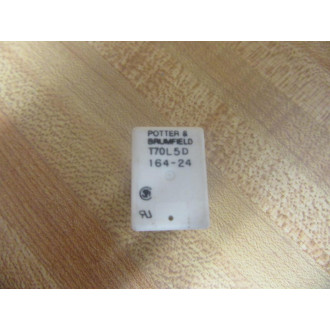 POTTER &
BRUMFIELD
T70L5D
164-24